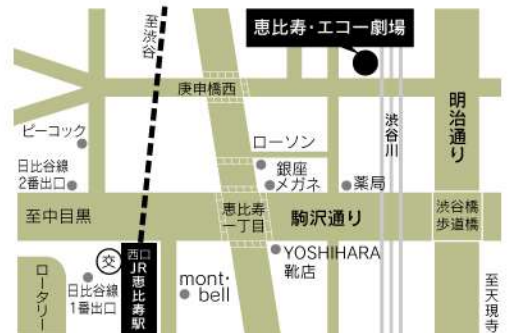 恵比寿・エコー劇場
至渋谷
庚申橋西
明治通り
渋谷川
ピーコック
ローソン
日比谷線
2番出口
銀座
メガネ
薬局
至中目黒
恵比寿
一丁目
駒沢通り
渋谷橋
歩道橋
交
西口
JR恵比寿駅
YOSHIHARA
靴店
ロータリー
日比谷線
1番出口
mont・
bell
至天現寺